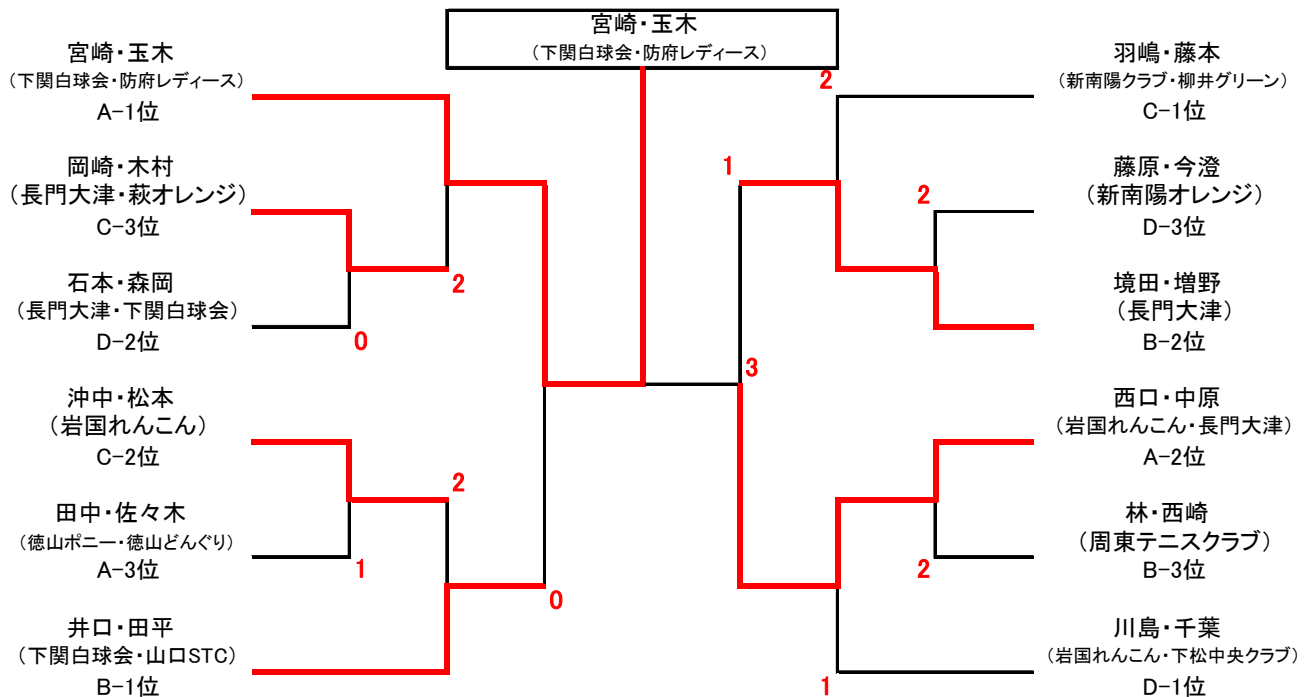 宮崎・玉木
(下関白球会・防府レディース)
宮崎・玉木
(下関白球会・防府レディース)
A-1位
岡崎・木村
(長門大津・萩オレンジ)
C-3位
石本・森岡
(長門大津・下関白球会)
D-2位
沖中・松本
(岩国れんこん)
C-2位
田中・佐々木
(徳山ポニー・徳山どんぐり)
A-3位
井口・田平
(下関白球会・山口STC)
B-1位
2
0
2
1
0
3
2
1
2
2
1
羽嶋・藤本
(新南陽クラブ・柳井グリーン)
C-1位
藤原・今澄
(新南陽オレンジ)
D-3位
境田・増野
(長門大津)
B-2位
西口・中原
(岩国れんこん・長門大津)
A-2位
林・西崎
(周東テニスクラブ)
B-3位
川島・千葉
(岩国れんこん・下松中央クラブ)
D-1位